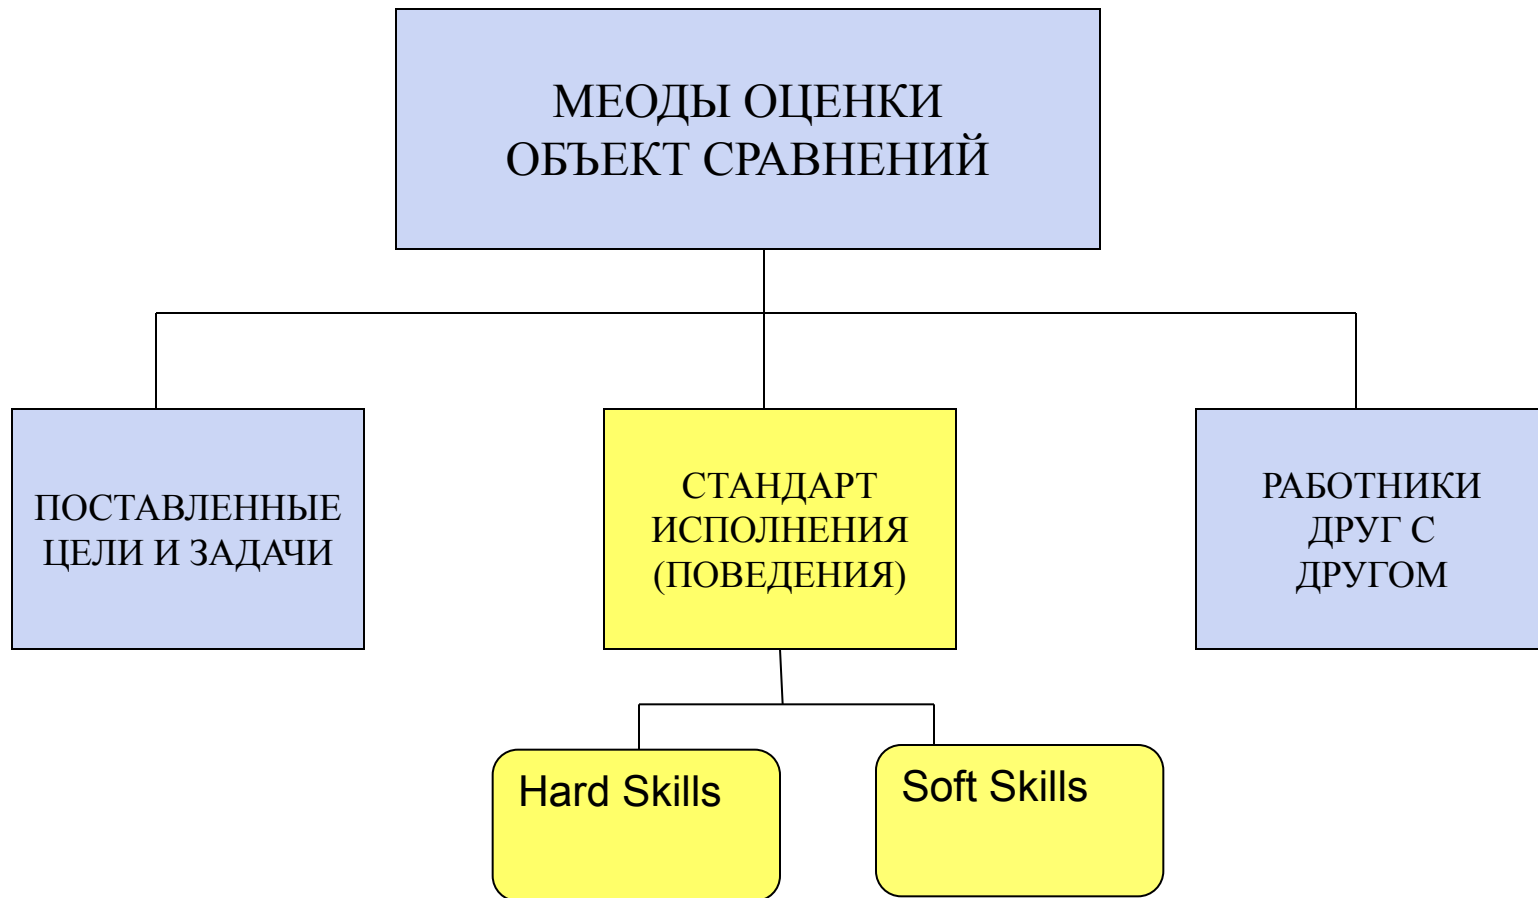 МЕОДЫ ОЦЕНКИ
ОБЪЕКТ СРАВНЕНИЙ
ПОСТАВЛЕННЫЕ
ЦЕЛИ И ЗАДАЧИ
СТАНДАРТ
ИСПОЛНЕНИЯ
(ПОВЕДЕНИЯ)
РАБОТНИКИ
ДРУГ С
ДРУГОМ
Hard Skills
Soft Skills